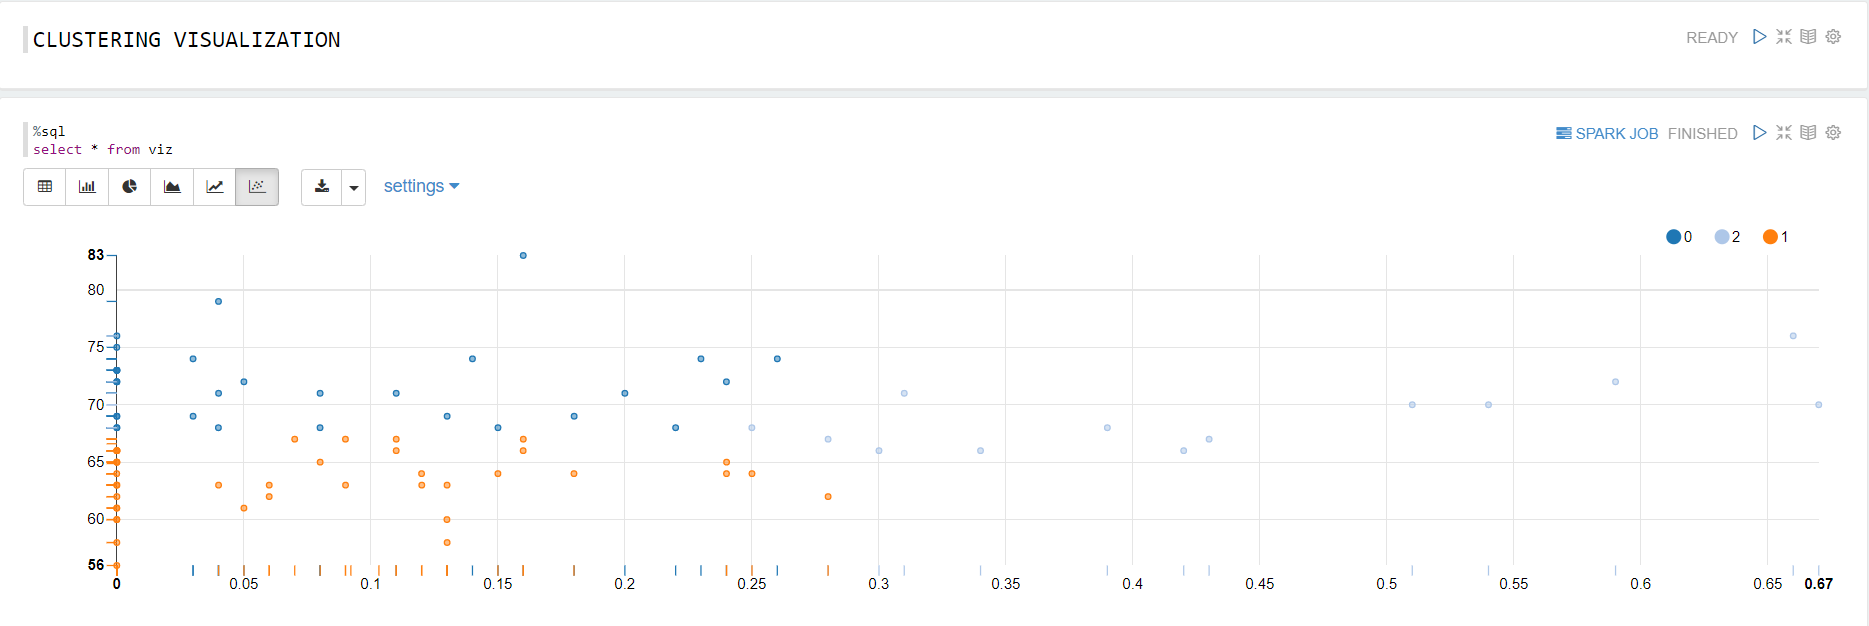 CLUSTERING VISUALIZATION
READY
%sql
select * from viz
SPARK JOB FINISHED
settings
0 2 1
83
80
75
70
65
60
56
0 0.05 0.1 0.15 0.2 0.25 0.3 0.35 0.4 0.45 0.5 0.55 0.6 0.65 0.67